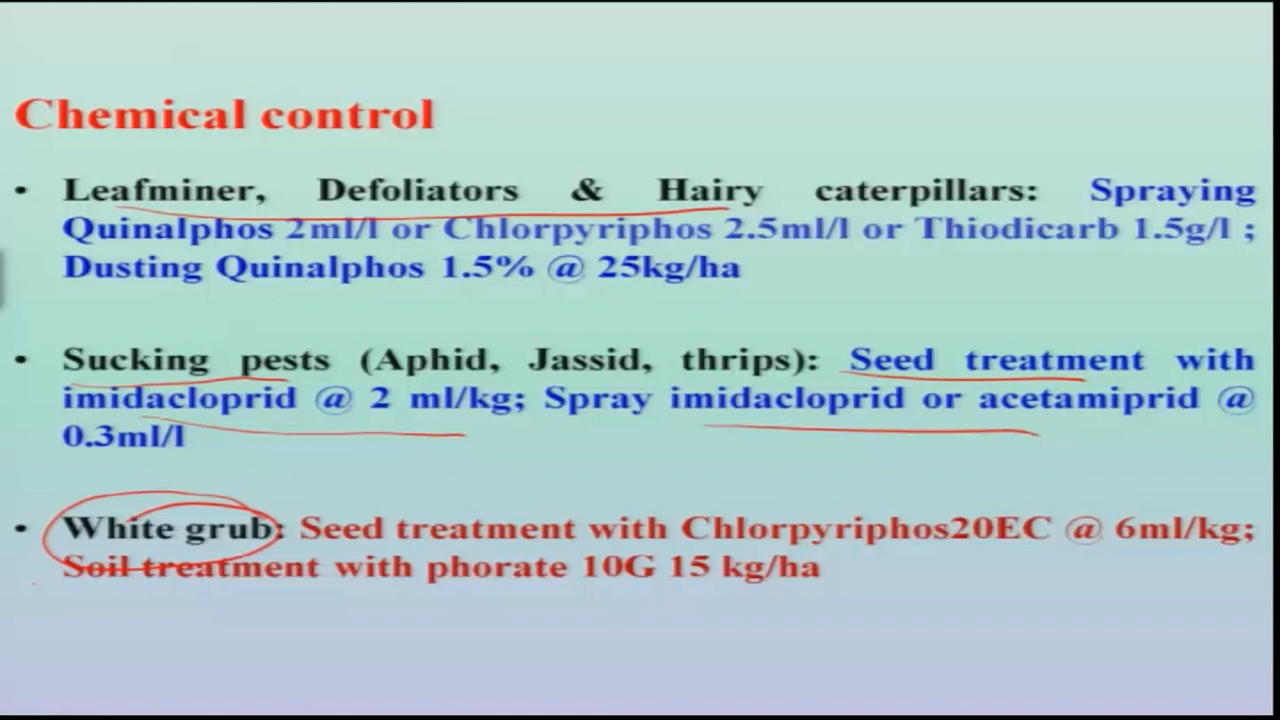 Chemical control
• Leafminer, Defoliators & Hairy caterpillars: Spraying
Quinalphos 2ml/l or Chlorpyriphos 2.5ml/l or Thiodicarb 1.5g/l ;
Dusting Quinalphos 1.5% @ 25kg/ha
• Sucking pests (Aphid, Jassid, thrips): Seed treatment with
imidacloprid @ 2 ml/kg; Spray imidacloprid or acetamiprid @
0.3ml/l
• White grub: Seed treatment with Chlorpyriphos20EC @ 6ml/kg;
Soil treatment with phorate 10G 15 kg/ha